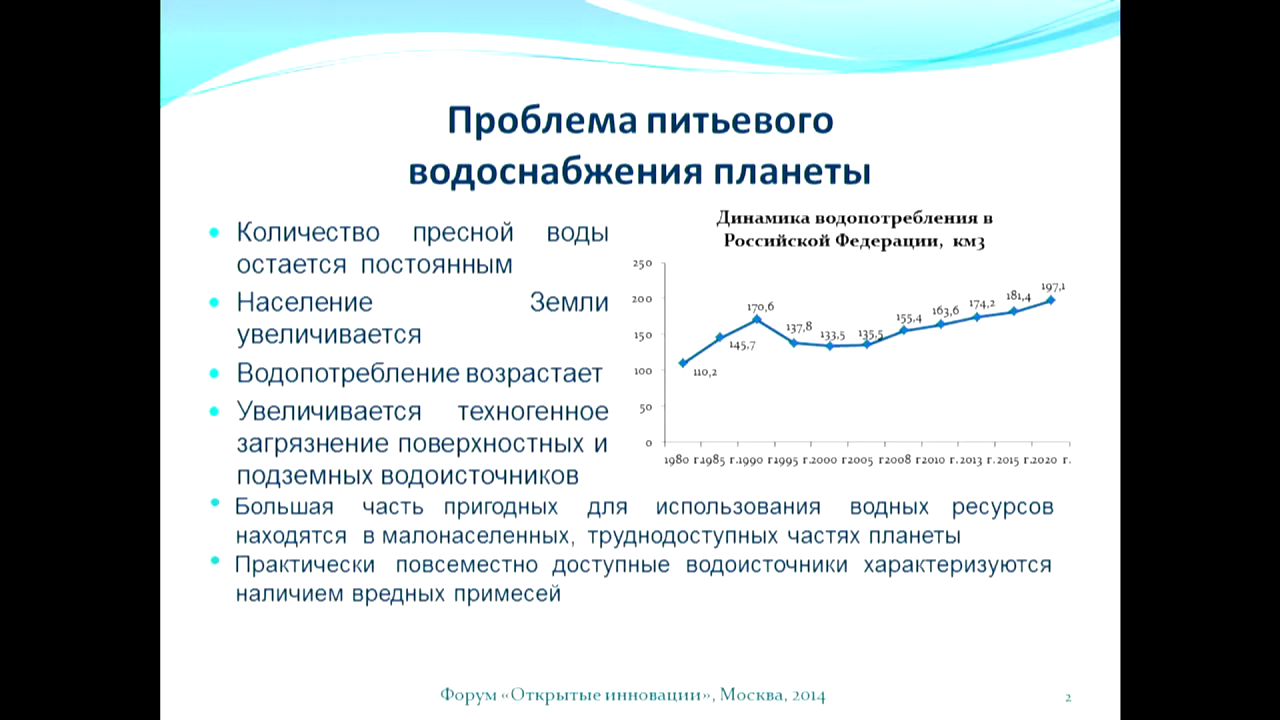 Проблема питьевого
водоснабжения планеты
Количество пресной воды
остается постоянным
Население Земли
увеличивается
Водопотребление возрастает
Увеличивается техногенное
загрязнение поверхностных и
подземных водоисточников
Большая часть пригодных для использования водных ресурсов
находятся в малонаселенных, труднодоступных частях планеты
Практически повсеместно доступные водоисточники характеризуются
наличием вредных примесей
Динамика водопотребления в
Российской Федерации, км3
250
200
150
100
50
0
110,2
145,7
170,6
137,8
133,5
135,5
155,4
163,6
174,2
181,4
197,1
1980 г. 1985 г. 1990 г. 1995 г. 2000 г. 2005 г. 2008 г. 2010 г. 2013 г. 2015 г. 2020 г.
Форум «Открытые инновации», Москва, 2014
2